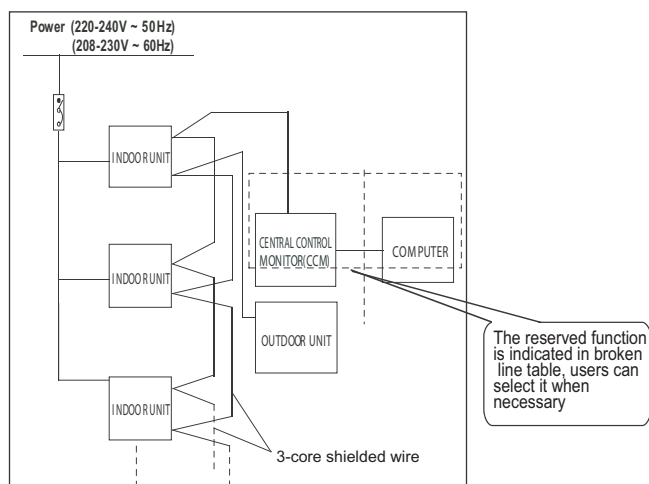 Power (220-240V ~ 50Hz)
(208-230V ~ 60Hz)
INDOOR UNIT
CENTRAL CONTROL
MONITOR(CCM)
COMPUTER
INDOOR UNIT
OUTDOOR UNIT
The reserved function
is indicated in broken
line table, users can
select it when
necessary
INDOOR UNIT
3-core shielded wire